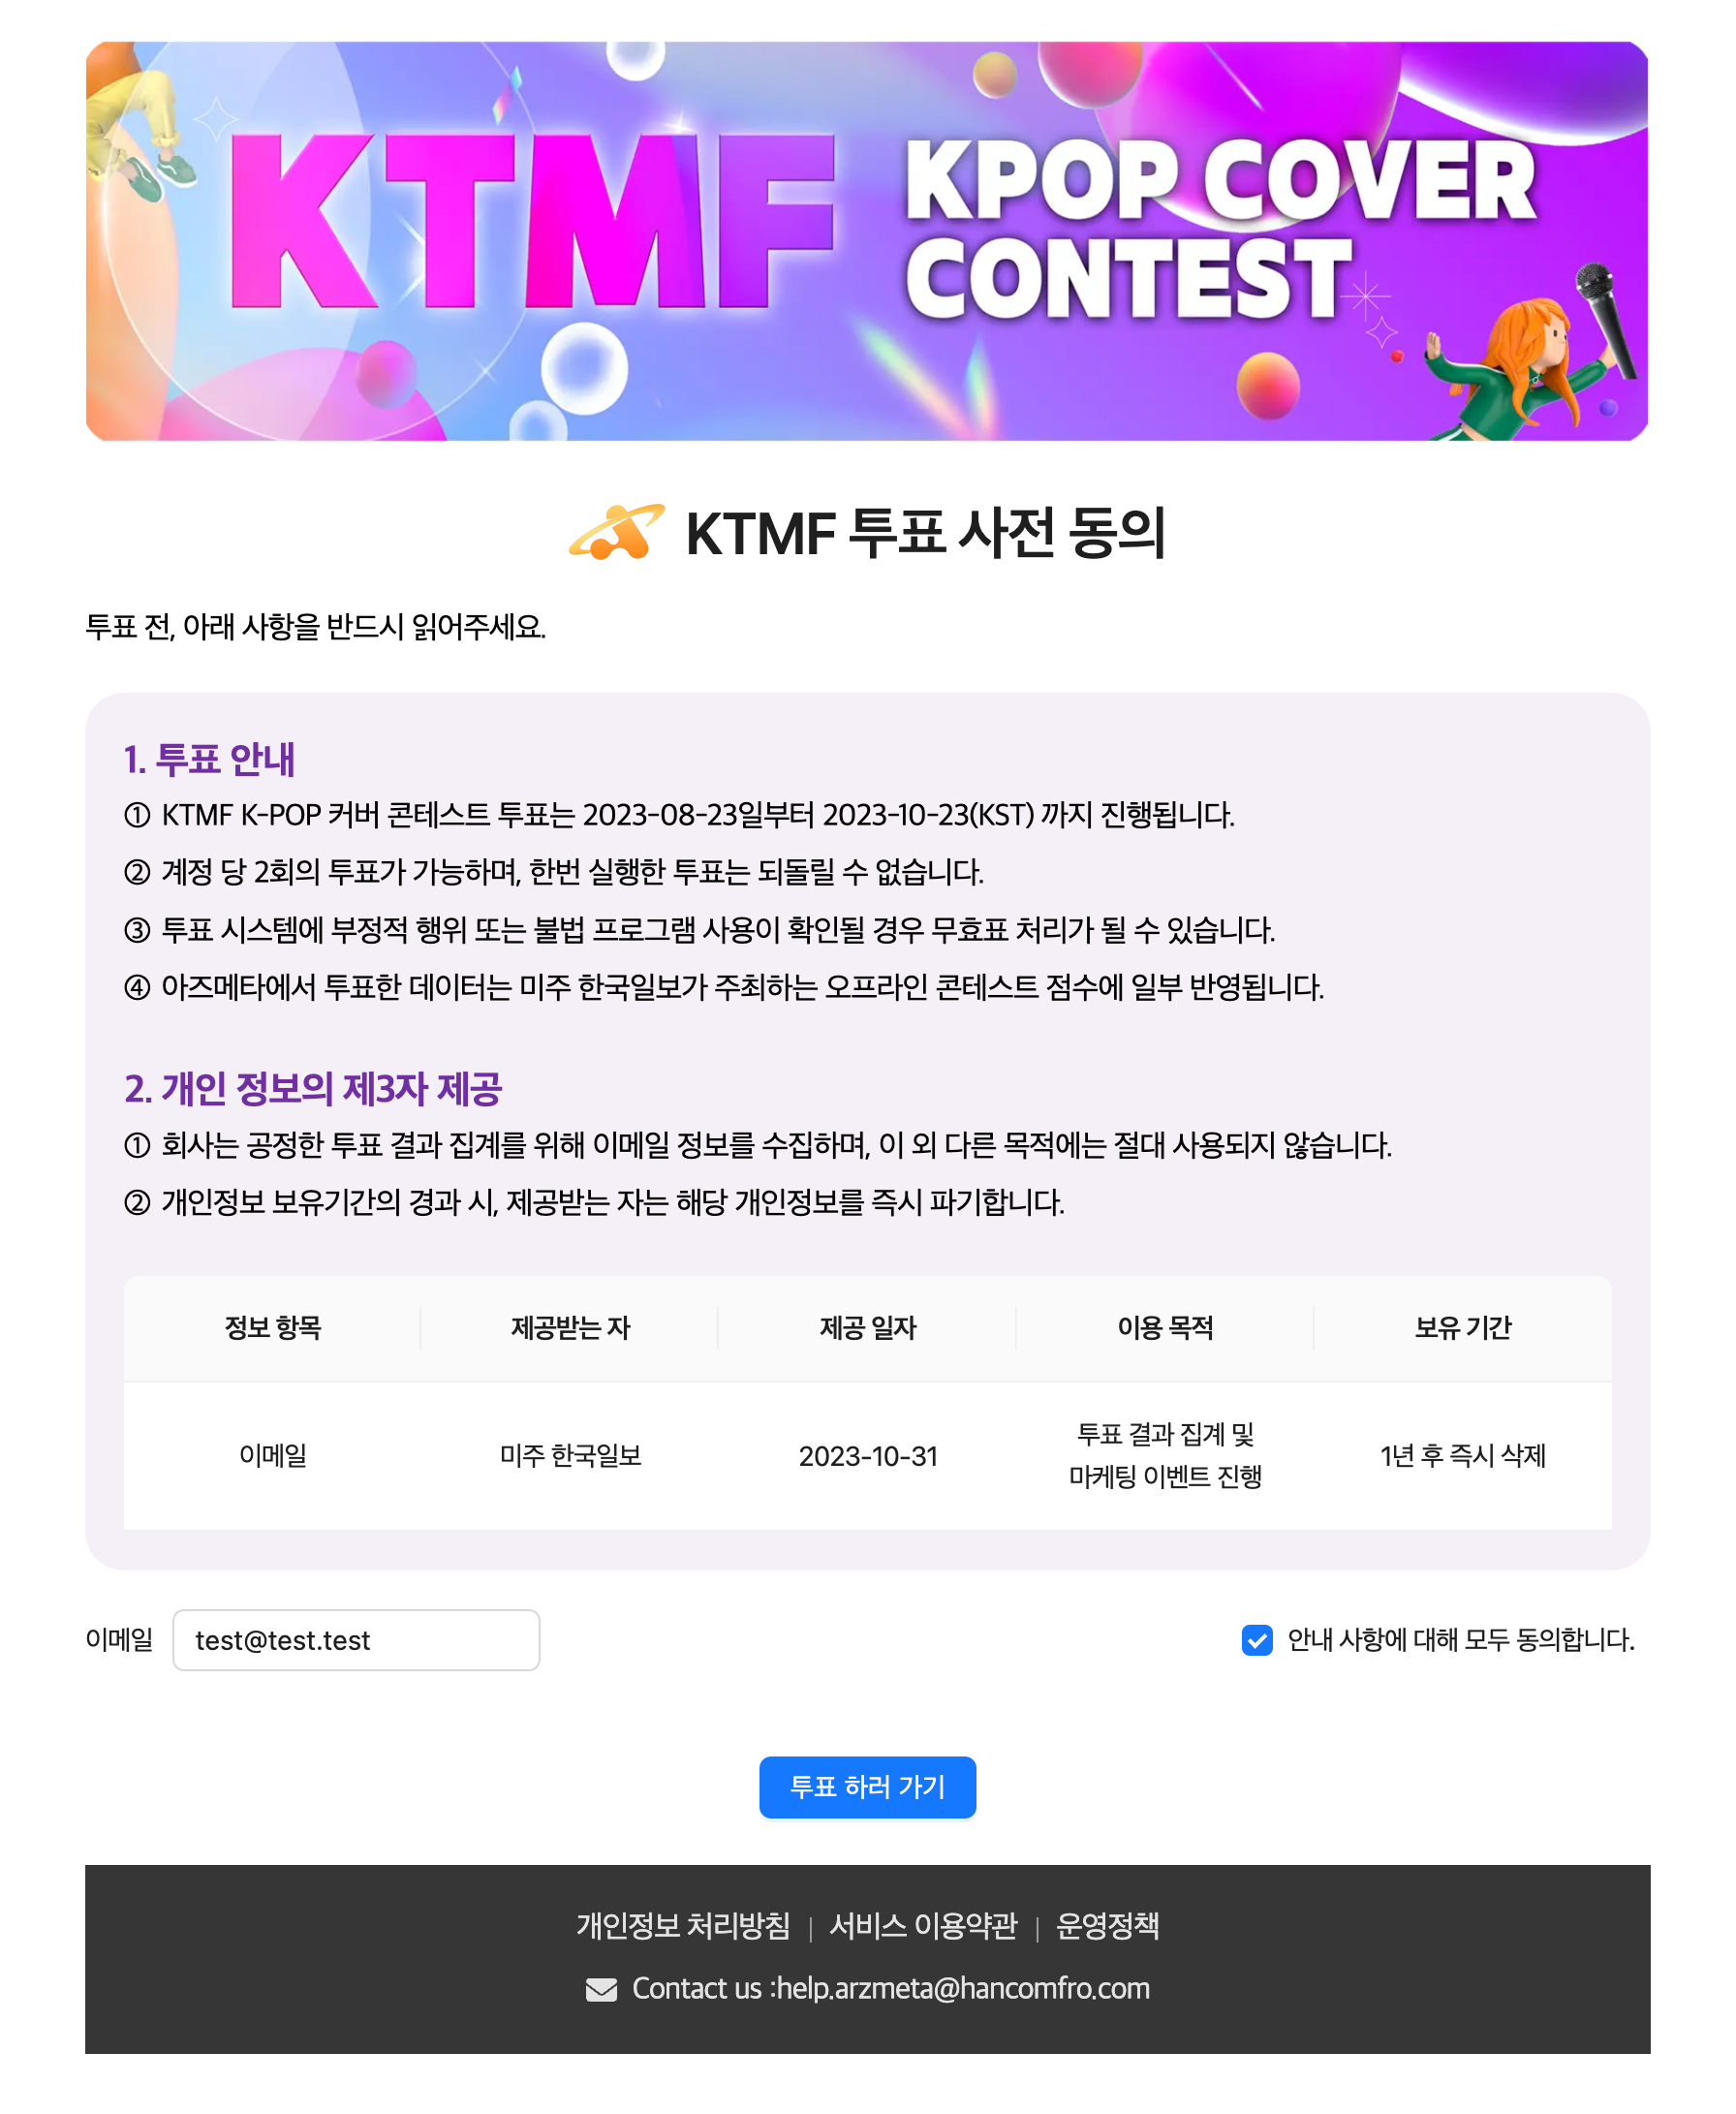 KTMF
KPOP COVER
CONTEST
KTMF 투표 사전 동의
투표 전, 아래 사항을 반드시 읽어주세요.
1. 투표 안내
① KTMF K-POP 커버 콘테스트 투표는 2023-08-23일부터 2023-10-23(KST) 까지 진행됩니다.
② 계정 당 2회의 투표가 가능하며, 한번 실행한 투표는 되돌릴 수 없습니다.
③ 투표 시스템에 부정적 행위 또는 불법 프로그램 사용이 확인될 경우 무효표 처리가 될 수 있습니다.
④ 아즈메타에서 투표한 데이터는 미주 한국일보가 주최하는 오프라인 콘테스트 점수에 일부 반영됩니다.
2. 개인 정보의 제3자 제공
① 회사는 공정한 투표 결과 집계를 위해 이메일 정보를 수집하며, 이 외 다른 목적에는 절대 사용되지 않습니다.
② 개인정보 보유기간의 경과 시, 제공받는 자는 해당 개인정보를 즉시 파기합니다.
정보 항목 제공받는 자 제공 일자 이용 목적 보유 기간
이메일 미주 한국일보 2023-10-31 투표 결과 집계 및
마케팅 이벤트 진행 1년 후 즉시 삭제
이메일 test@test.test 안내 사항에 대해 모두 동의합니다.
투표 하러 가기
개인정보 처리방침 | 서비스 이용약관 | 운영정책
Contact us :help.arzmeta@hancomfro.com